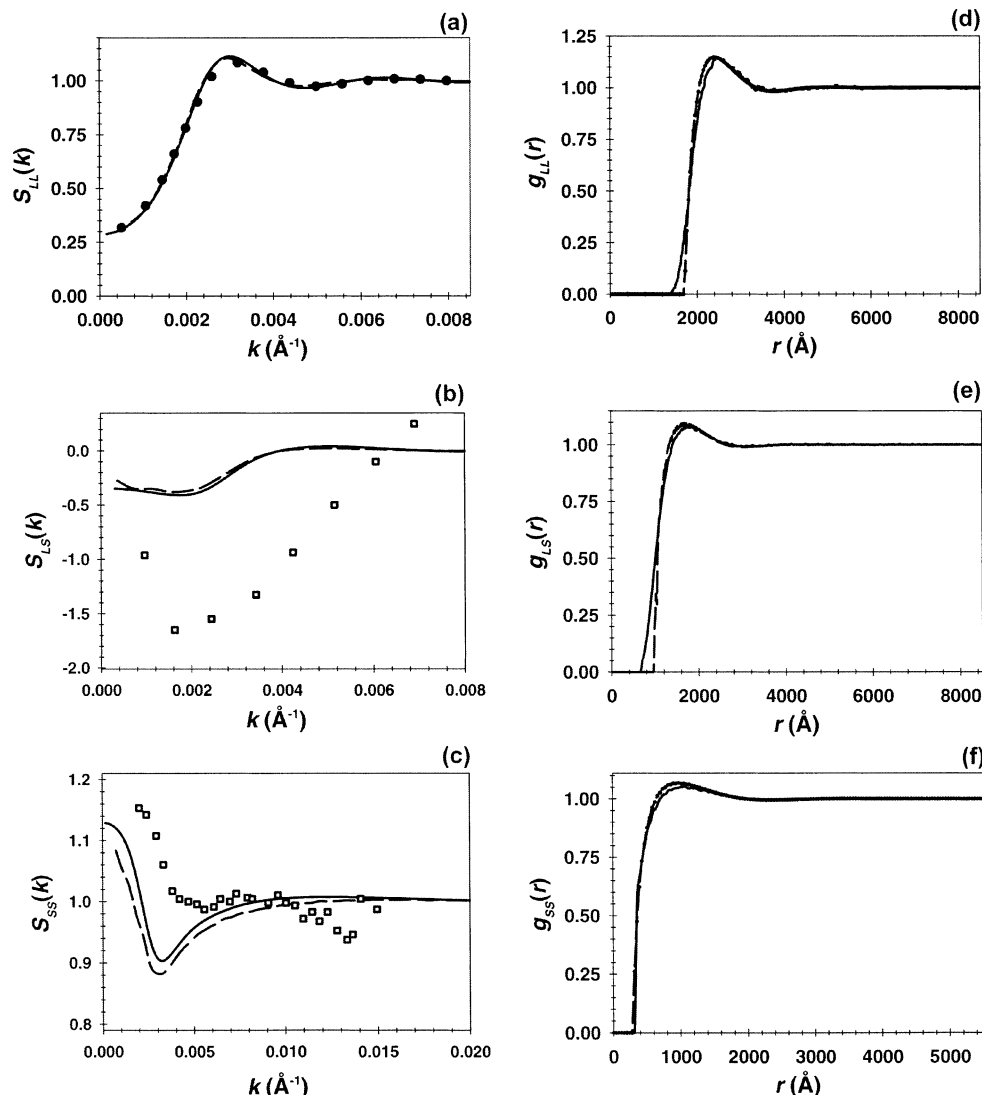 (a)
S_LL(k)
1.00
0.75
0.50
0.25
0.00
0.000 0.002 0.004 0.006 0.008
k (Å⁻¹)
(d)
g_LL(r)
1.25
1.00
0.75
0.50
0.25
0.00
0 2000 4000 6000 8000
r (Å)
(b)
S_LS(k)
0.0
-0.5
-1.0
-1.5
-2.0
0.000 0.002 0.004 0.006 0.008
k (Å⁻¹)
(e)
g_LS(r)
1.00
0.75
0.50
0.25
0.00
0 2000 4000 6000 8000
r (Å)
(c)
S_SS(k)
1.2
1.1
1.0
0.9
0.8
0.000 0.005 0.010 0.015 0.020
k (Å⁻¹)
(f)
g_SS(r)
1.00
0.75
0.50
0.25
0.00
0 1000 2000 3000 4000 5000
r (Å)